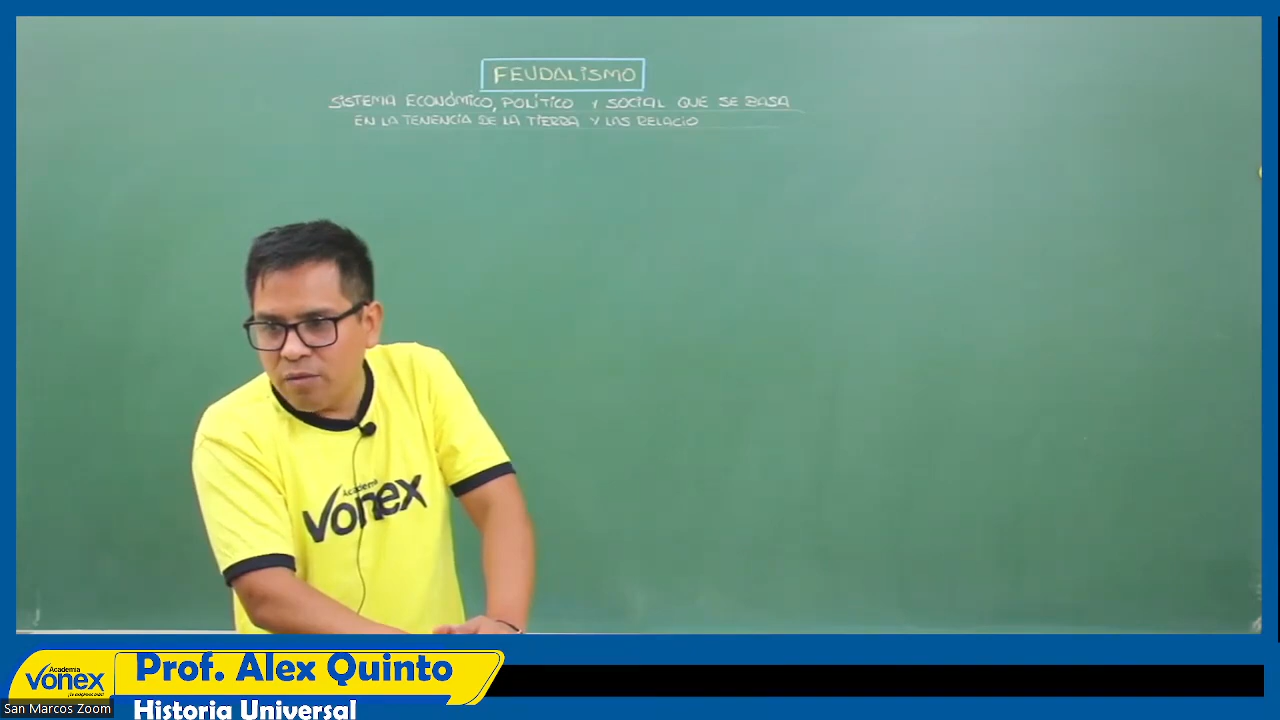 FEUDALISMO
SISTEMA ECONÓMICO, POLÍTICO Y SOCIAL QUE SE BASA
EN LA TENENCIA DE LA TIERRA Y LAS RELACIO
Academia
Vonex
Academia
vonex
Prof. Alex Quinto
San Marcos Zoom
Historia Universal